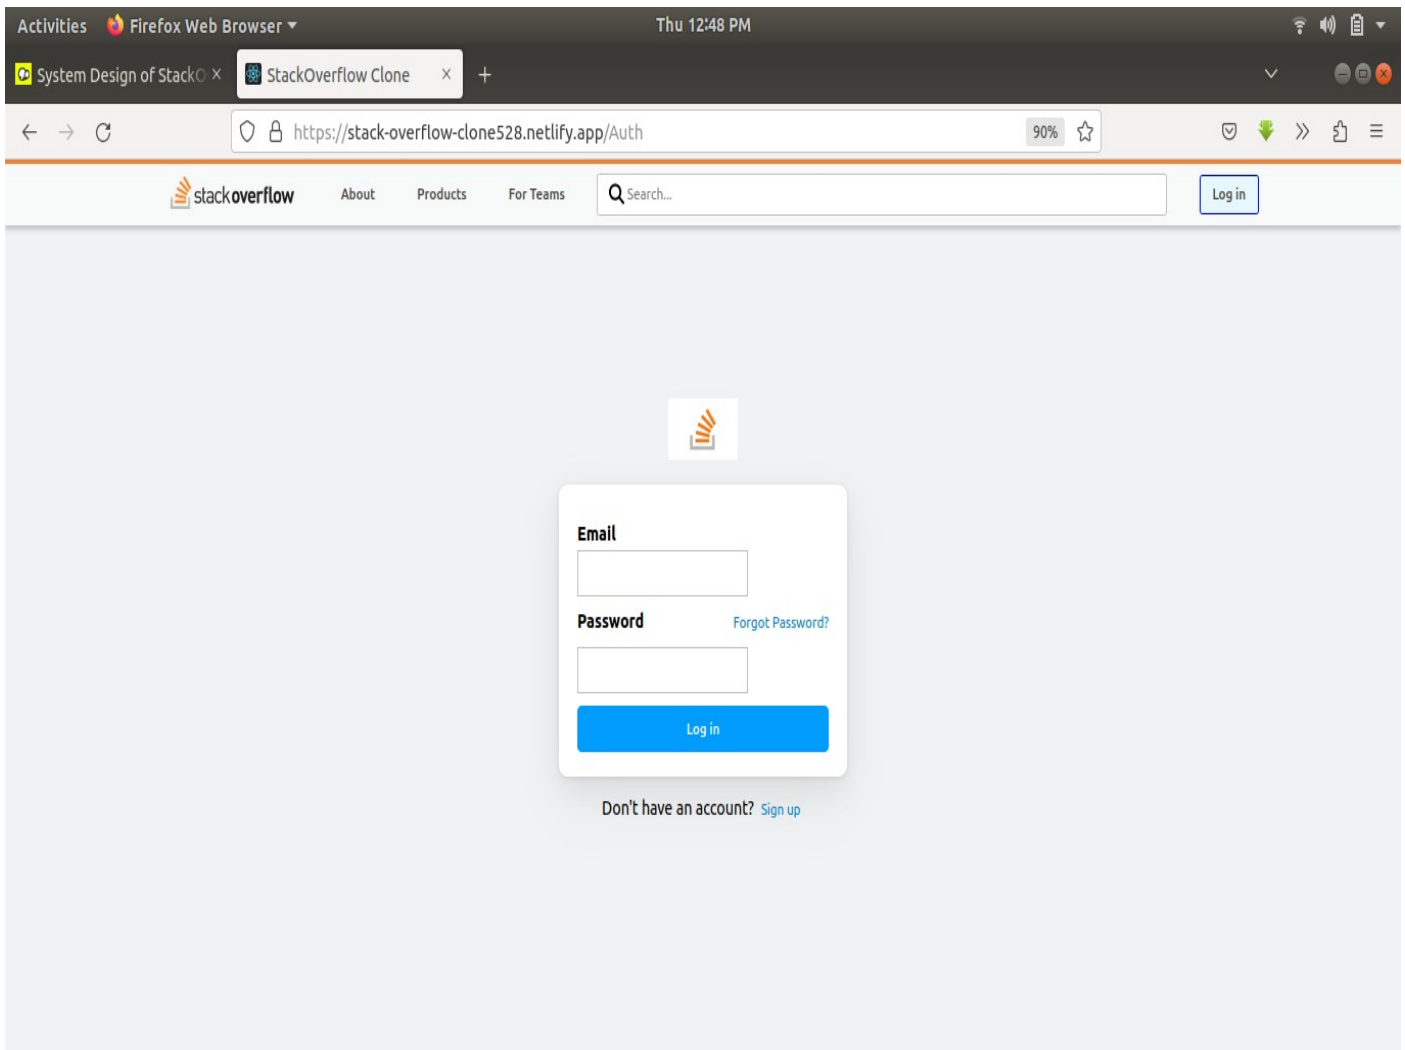 Activities Firefox Web Browser Thu 12:48 PM
System Design of StackO StackOverflow Clone
https://stack-overflow-clone528.netlify.app/Auth 90%
stackoverflow About Products For Teams Search... Log in
Email
Password Forgot Password?
Log in
Don't have an account? Sign up